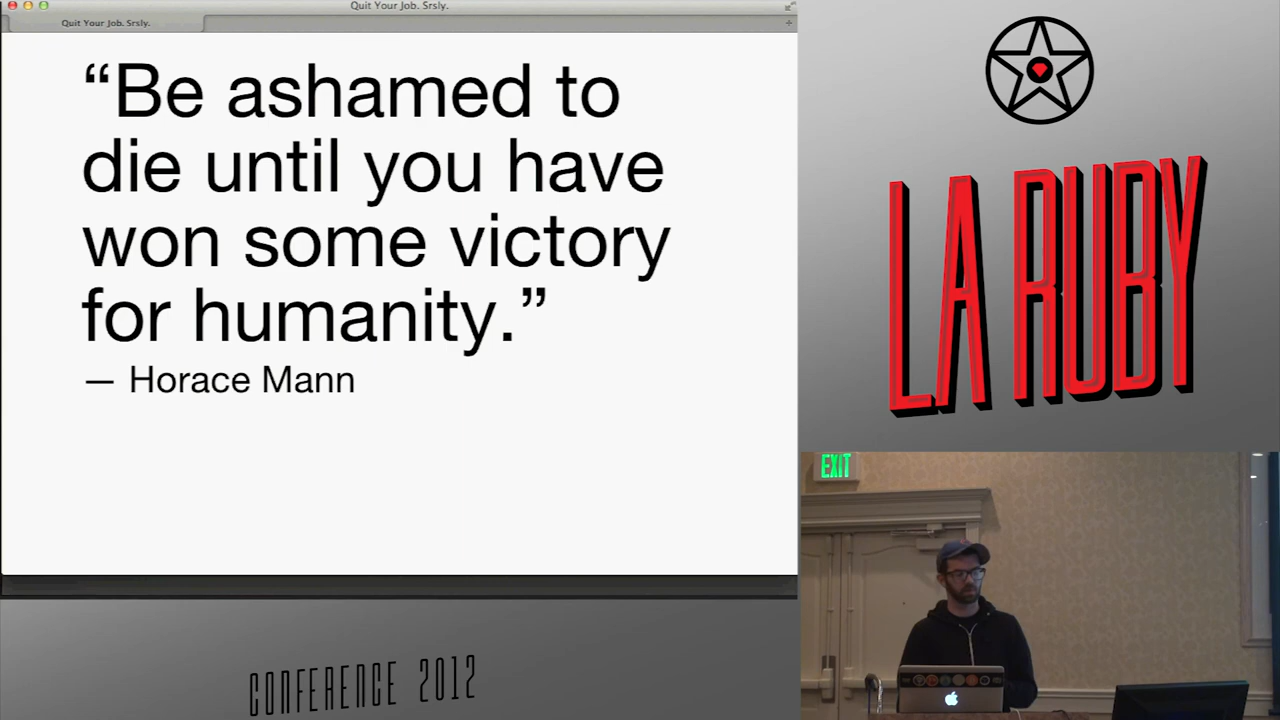 Quit Your Job. Srsly.
Quit Your Job. Srsly.
“Be ashamed to
die until you have
won some victory
for humanity.”
— Horace Mann
LA RUBY
EXIT
CONFERENCE 2012